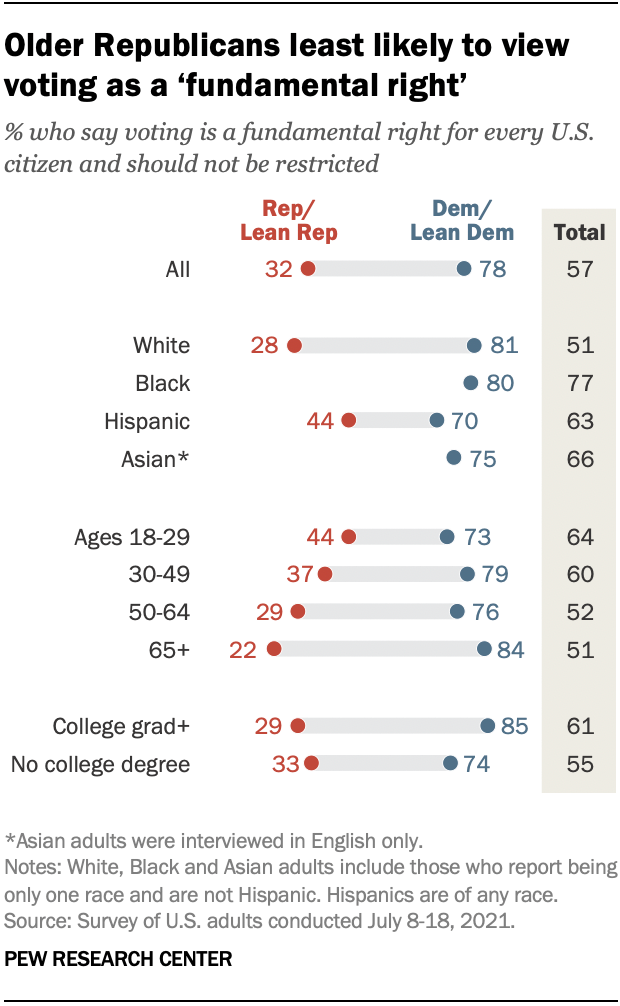 Older Republicans least likely to view
voting as a ‘fundamental right’
% who say voting is a fundamental right for every U.S.
citizen and should not be restricted
Rep/ Dem/
Lean Rep Lean Dem Total
All 32 78 57
White 28 81 51
Black 80 77
Hispanic 44 70 63
Asian* 75 66
Ages 18-29 44 73 64
30-49 37 79 60
50-64 29 76 52
65+ 22 84 51
College grad+ 29 85 61
No college degree 33 74 55
*Asian adults were interviewed in English only.
Notes: White, Black and Asian adults include those who report being
only one race and are not Hispanic. Hispanics are of any race.
Source: Survey of U.S. adults conducted July 8-18, 2021.
PEW RESEARCH CENTER